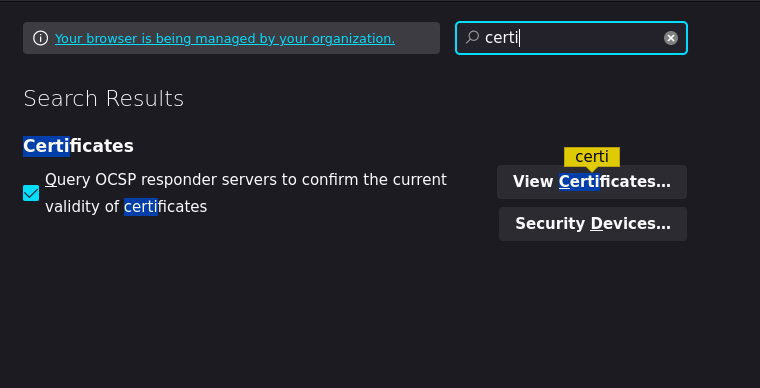 Your browser is being managed by your organization.
certi
Search Results
Certificates
certi
Query OCSP responder servers to confirm the current
validity of certificates
View Certificates...
Security Devices...